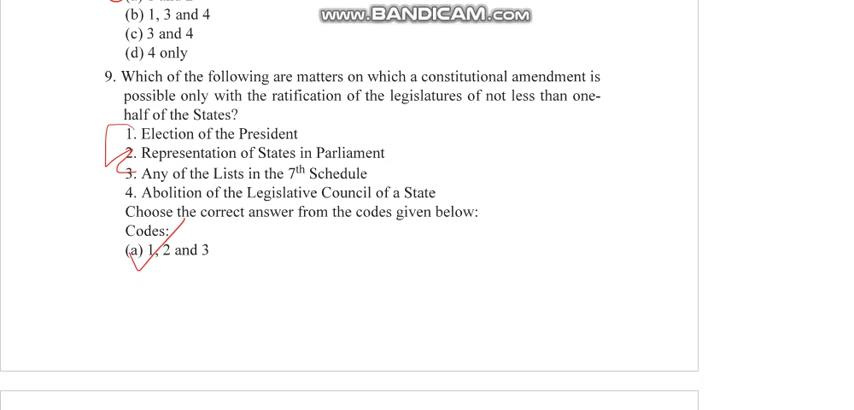 (b) 1, 3 and 4
www.BANDICAM.com
(c) 3 and 4
(d) 4 only
9. Which of the following are matters on which a constitutional amendment is
possible only with the ratification of the legislatures of not less than one-
half of the States?
1. Election of the President
2. Representation of States in Parliament
3. Any of the Lists in the 7th Schedule
4. Abolition of the Legislative Council of a State
Choose the correct answer from the codes given below:
Codes:
(a) 1, 2 and 3